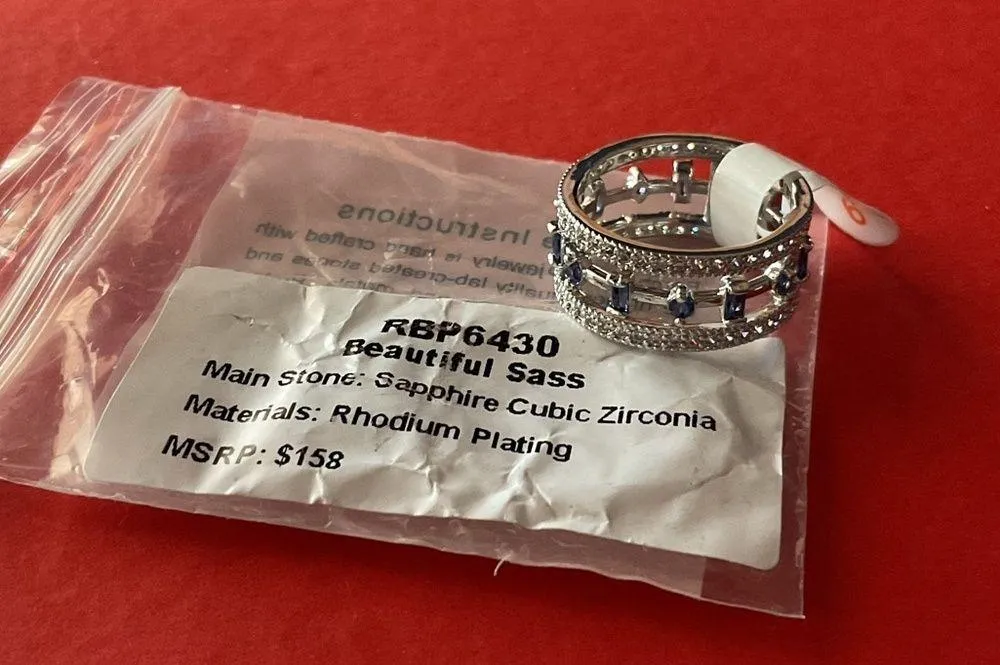 Instructions
jewelry is hand crafted with
quality lab-created stones and
RBP6430
Beautiful Sass
Main Stone: Sapphire Cubic Zirconia
Materials: Rhodium Plating
MSRP: $158